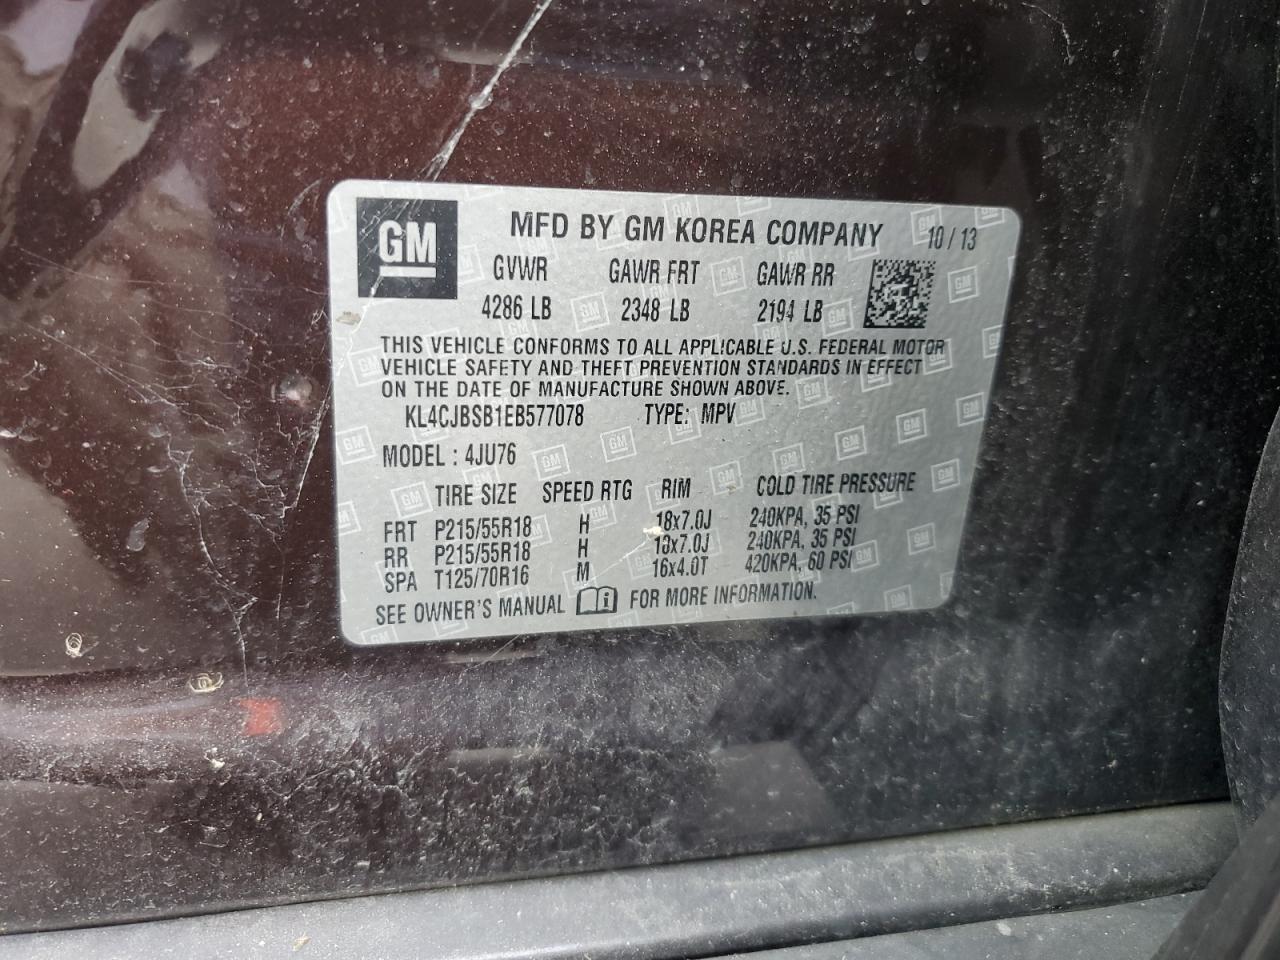 GM
MFD BY GM KOREA COMPANY 10 / 13
GVWR GAWR FRT GAWR RR
4286 LB 2348 LB 2194 LB
THIS VEHICLE CONFORMS TO ALL APPLICABLE U.S. FEDERAL MOTOR
VEHICLE SAFETY AND THEFT PREVENTION STANDARDS IN EFFECT
ON THE DATE OF MANUFACTURE SHOWN ABOVE.
KL4CJBSB1EB577078 TYPE: MPV
MODEL : 4JU76
TIRE SIZE SPEED RTG RIM COLD TIRE PRESSURE
FRT P215/55R18 H 18x7.0J 240KPA, 35 PSI
RR P215/55R18 H 18x7.0J 240KPA, 35 PSI
SPA T125/70R16 M 16x4.0T 420KPA, 60 PSI
SEE OWNER'S MANUAL i FOR MORE INFORMATION.